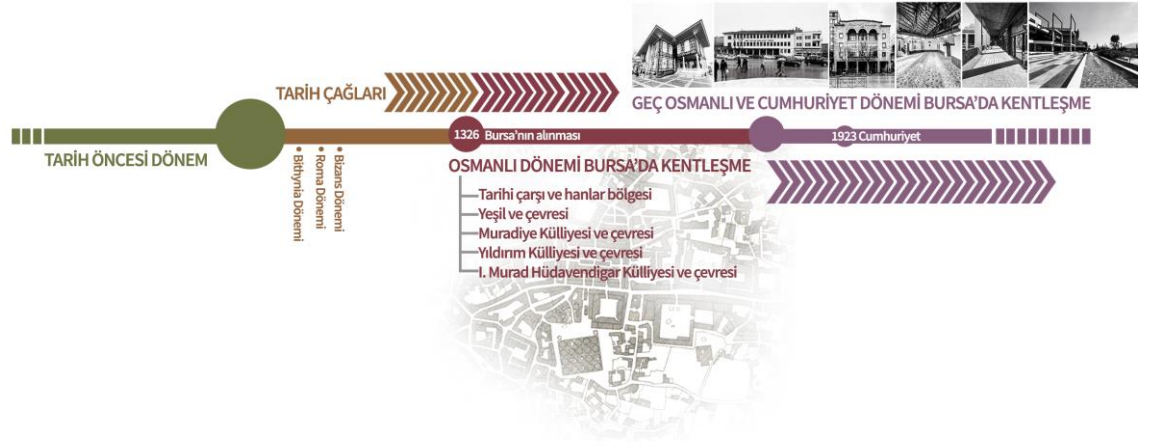 TARİH ÇAĞLARI
GEÇ OSMANLI VE CUMHURİYET DÖNEMİ BURSA'DA KENTLEŞME
1326 Bursa'nın alınması
1923 Cumhuriyet
TARİH ÖNCESİ DÖNEM
• Bithynia Dönemi
• Roma Dönemi
• Bizans Dönemi
OSMANLI DÖNEMİ BURSA'DA KENTLEŞME
Tarihi çarşı ve hanlar bölgesi
Yeşil ve çevresi
Muradiye Külliyesi ve çevresi
Yıldırım Külliyesi ve çevresi
I. Murad Hüdavendigar Külliyesi ve çevresi